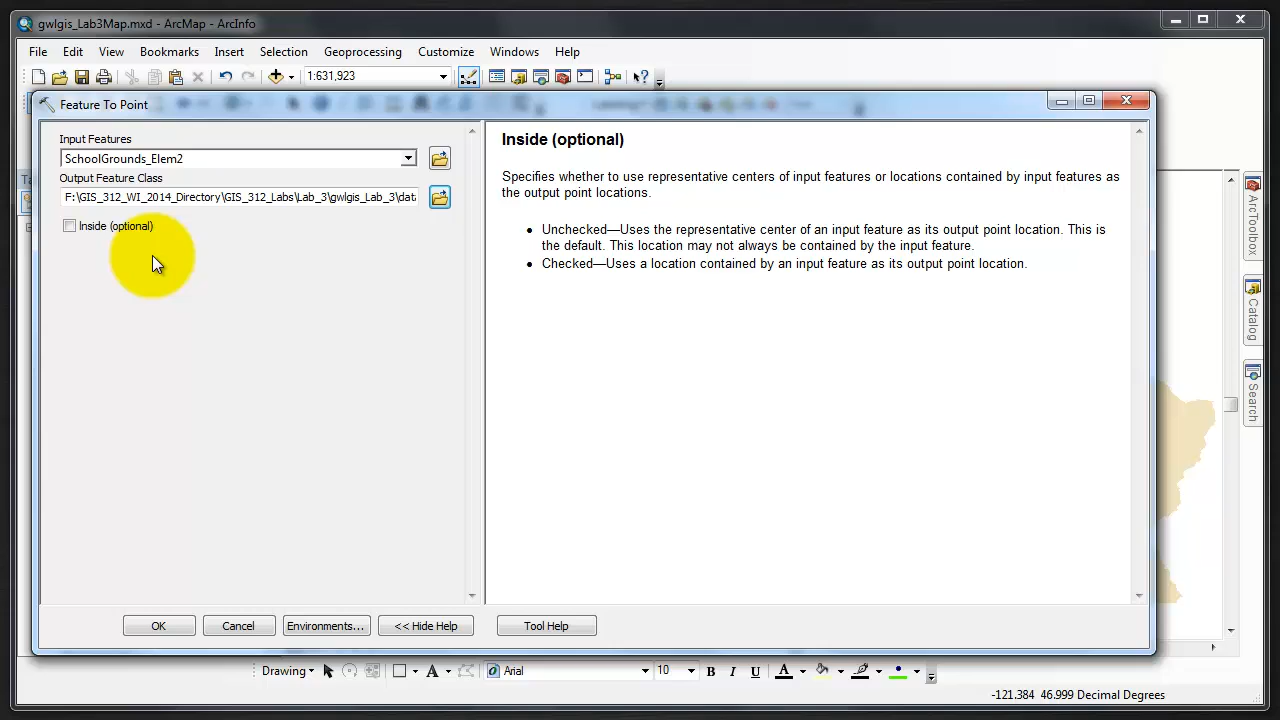 gwlgis_Lab3Map.mxd - ArcMap - ArcInfo
File Edit View Bookmarks Insert Selection Geoprocessing Customize Windows Help
1:631,923
Feature To Point
Input Features
SchoolGrounds_Elem2
Output Feature Class
F:\GIS_312_WI_2014_Directory\GIS_312_Labs\Lab_3\gwlgis_Lab_3\data
Inside (optional)
Inside (optional)
Specifies whether to use representative centers of input features or locations contained by input features as
the output point locations.
• Unchecked—Uses the representative center of an input feature as its output point location. This is
the default. This location may not always be contained by the input feature.
• Checked—Uses a location contained by an input feature as its output point location.
ArcToolbox
Catalog
Search
OK Cancel Environments... << Hide Help Tool Help
Drawing A Arial 10 B I U A
-121.384 46.999 Decimal Degrees